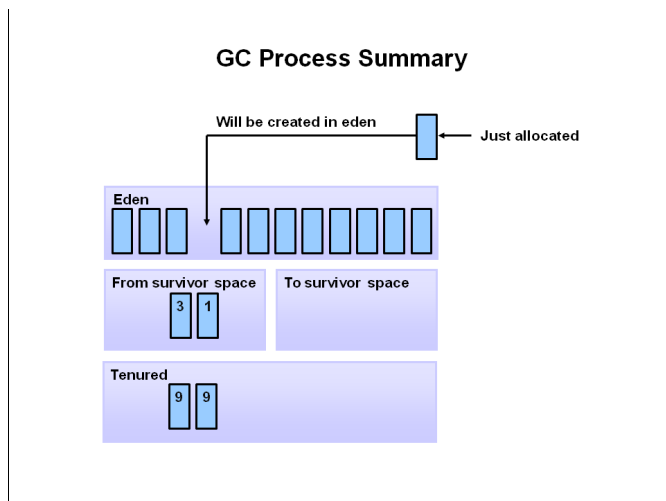 GC Process Summary
Will be created in eden
Just allocated
Eden
From survivor space
To survivor space
3 1
Tenured
9 9